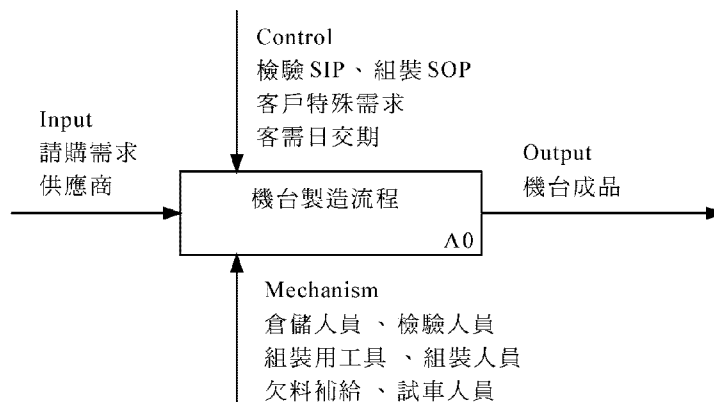 Control
檢驗 SIP、組裝 SOP
客戶特殊需求
客需日交期
Input
請購需求
供應商
機台製造流程
A0
Output
機台成品
Mechanism
倉儲人員 、檢驗人員
組裝用工具 、組裝人員
欠料補給 、試車人員